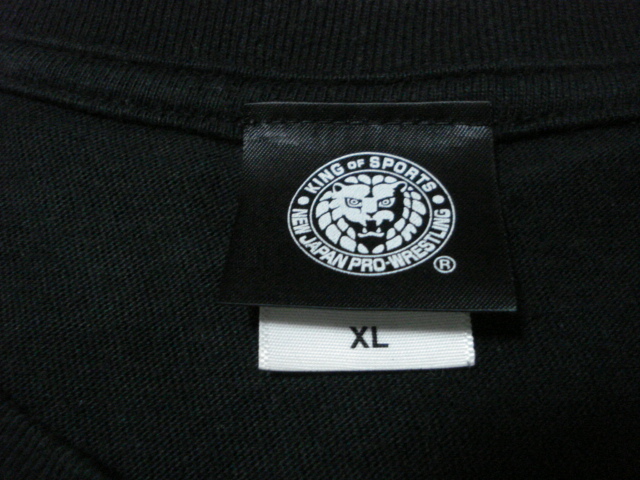 KING OF SPORTS
NEW JAPAN PRO-WRESTLING
®
XL